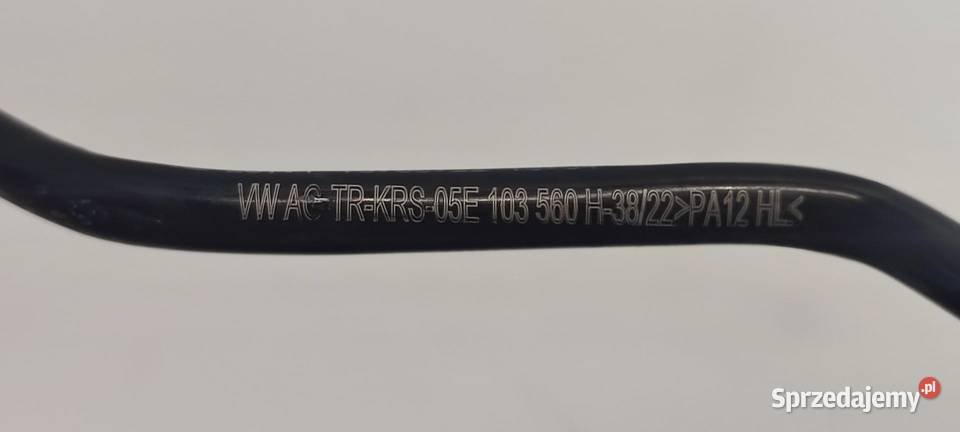 VW AG TR-KRS-05E 103 560 H-38/22>PA12 HL<
Sprzedajemy.pl